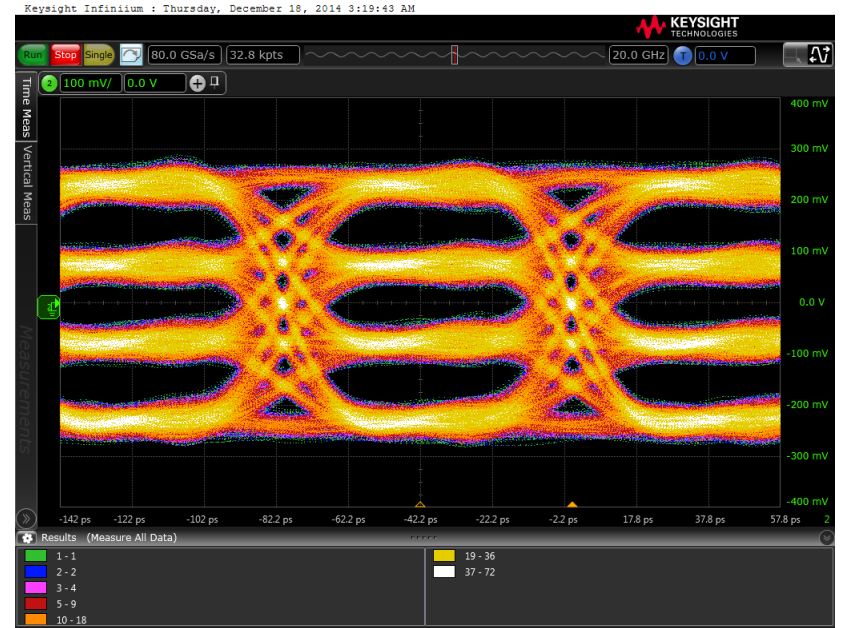 Keysight Infiniium : Thursday, December 18, 2014 3:19:43 AM
KEYSIGHT
TECHNOLOGIES
Run Stop Single 80.0 GSa/s 32.8 kpts 20.0 GHz T 0.0 V
2 100 mV/ 0.0 V
Time Meas
Vertical Meas
Measurements
400 mV
300 mV
200 mV
100 mV
0.0 V
-100 mV
-200 mV
-300 mV
-400 mV
-142 ps -122 ps -102 ps -82.2 ps -62.2 ps -42.2 ps -22.2 ps -2.2 ps 17.8 ps 37.8 ps 57.8 ps 2
Results (Measure All Data)
1 - 1
2 - 2
3 - 4
5 - 9
10 - 18
19 - 36
37 - 72